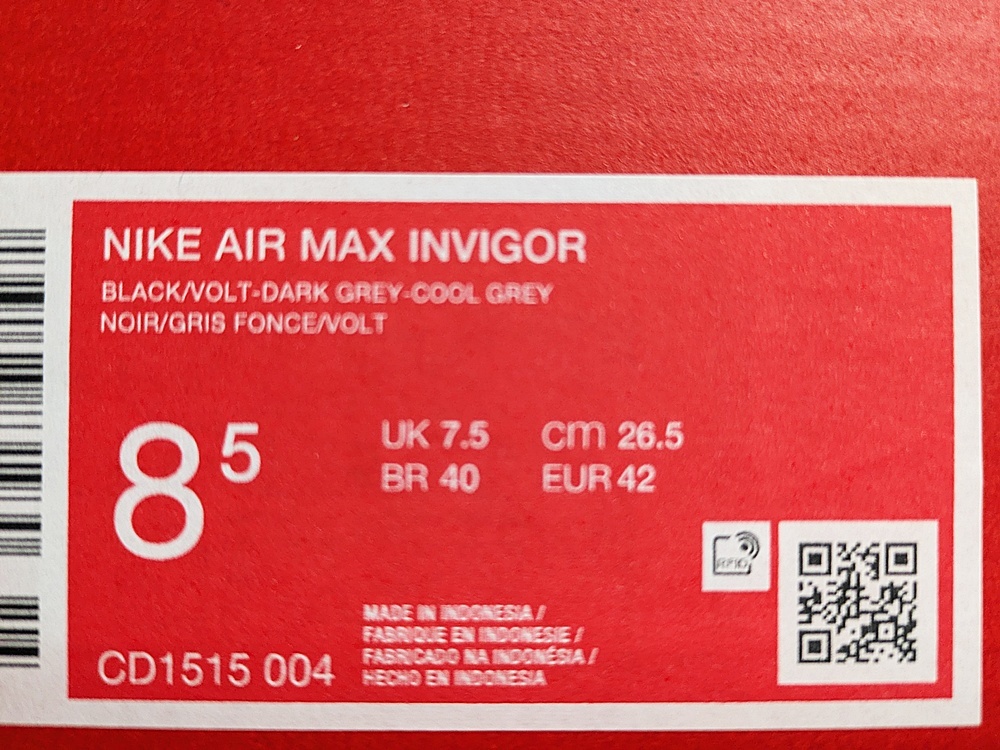 NIKE AIR MAX INVIGOR
BLACK/VOLT-DARK GREY-COOL GREY
NOIR/GRIS FONCE/VOLT
8 5
UK 7.5 cm 26.5
BR 40 EUR 42
RFID
MADE IN INDONESIA /
FABRIQUE EN INDONESIE /
FABRICADO NA INDONÉSIA /
HECHO EN INDONESIA
CD1515 004